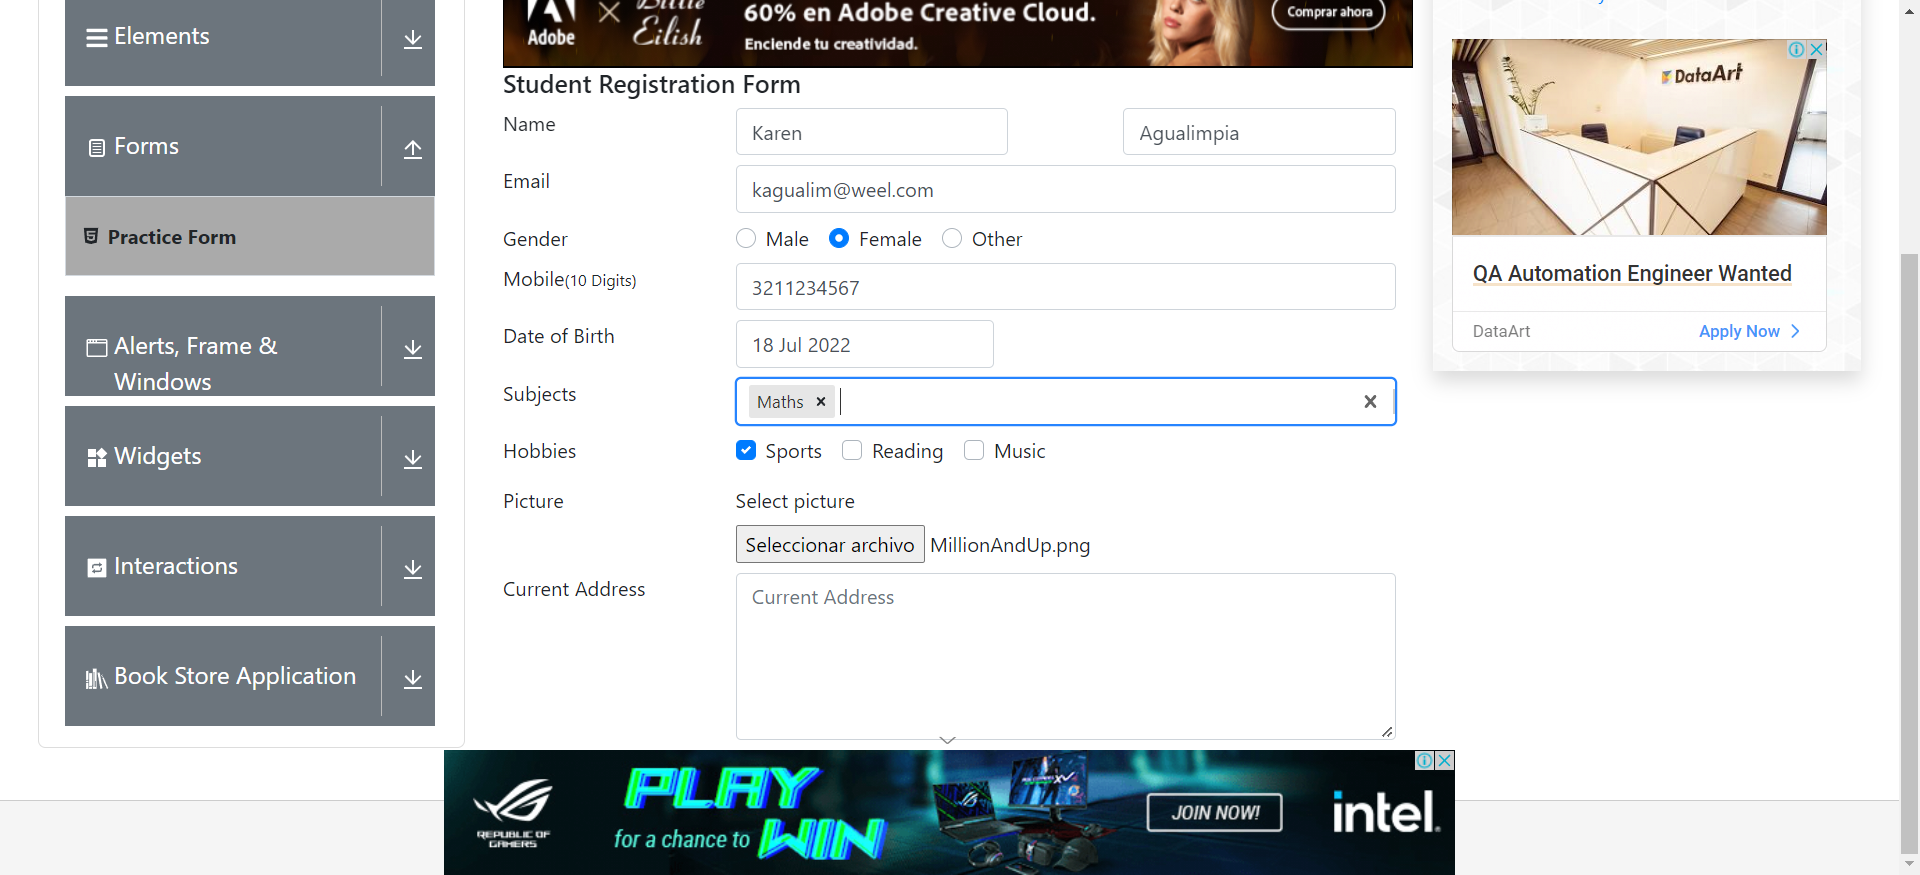 Elements
Forms
Practice Form
Alerts, Frame &
Windows
Widgets
Interactions
Book Store Application
Adobe
Billie
Eilish
60% en Adobe Creative Cloud.
Enciende tu creatividad.
Comprar ahora
Student Registration Form
Name
Karen
Agualimpia
Email
kagualim@weel.com
Gender
Male
Female
Other
Mobile(10 Digits)
3211234567
Date of Birth
18 Jul 2022
Subjects
Maths
Hobbies
Sports
Reading
Music
Picture
Select picture
Seleccionar archivo MillionAndUp.png
Current Address
Current Address
DataArt
QA Automation Engineer Wanted
DataArt
Apply Now
REPUBLIC OF
GAMERS
PLAY
for a chance to WIN
JOIN NOW!
intel.